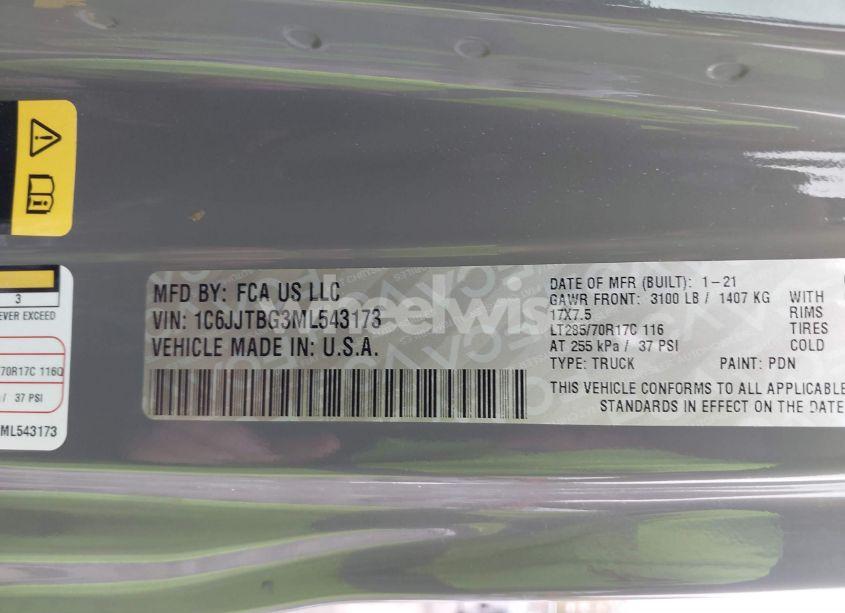 3
EVER EXCEED
70R17C 116Q
/ 37 PSI
ML543173
MFD BY: FCA US LLC
VIN: 1C6JJTBG3ML543173
VEHICLE MADE IN: U.S.A.
DATE OF MFR (BUILT): 1-21
GAWR FRONT: 3100 LB / 1407 KG WITH
17X7.5 RIMS
LT285/70R17C 116 TIRES
AT 255 kPa / 37 PSI COLD
TYPE: TRUCK PAINT: PDN
THIS VEHICLE CONFORMS TO ALL APPLICABLE
STANDARDS IN EFFECT ON THE DATE